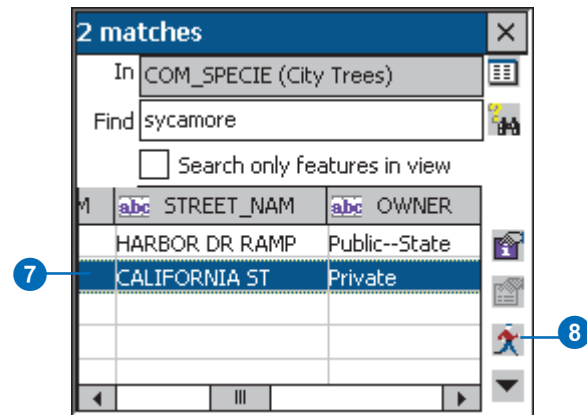 2 matches
In COM_SPECIE (City Trees)
Find sycamore
Search only features in view
M abc STREET_NAM abc OWNER
HARBOR DR RAMP Public--State
7 CALIFORNIA ST Private
8